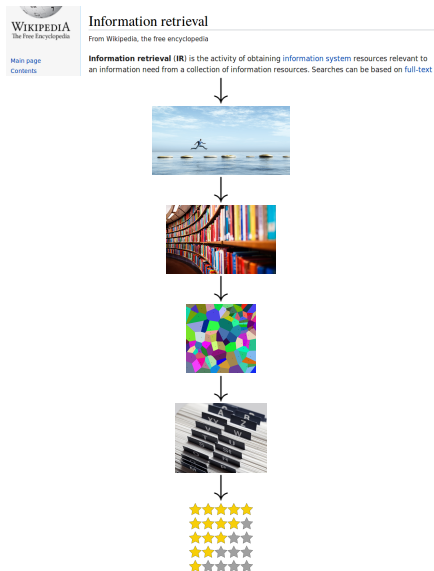 WIKIPEDIA
The Free Encyclopedia
Main page
Contents
Information retrieval
From Wikipedia, the free encyclopedia
Information retrieval (IR) is the activity of obtaining information system resources relevant to
an information need from a collection of information resources. Searches can be based on full-text
Z
W